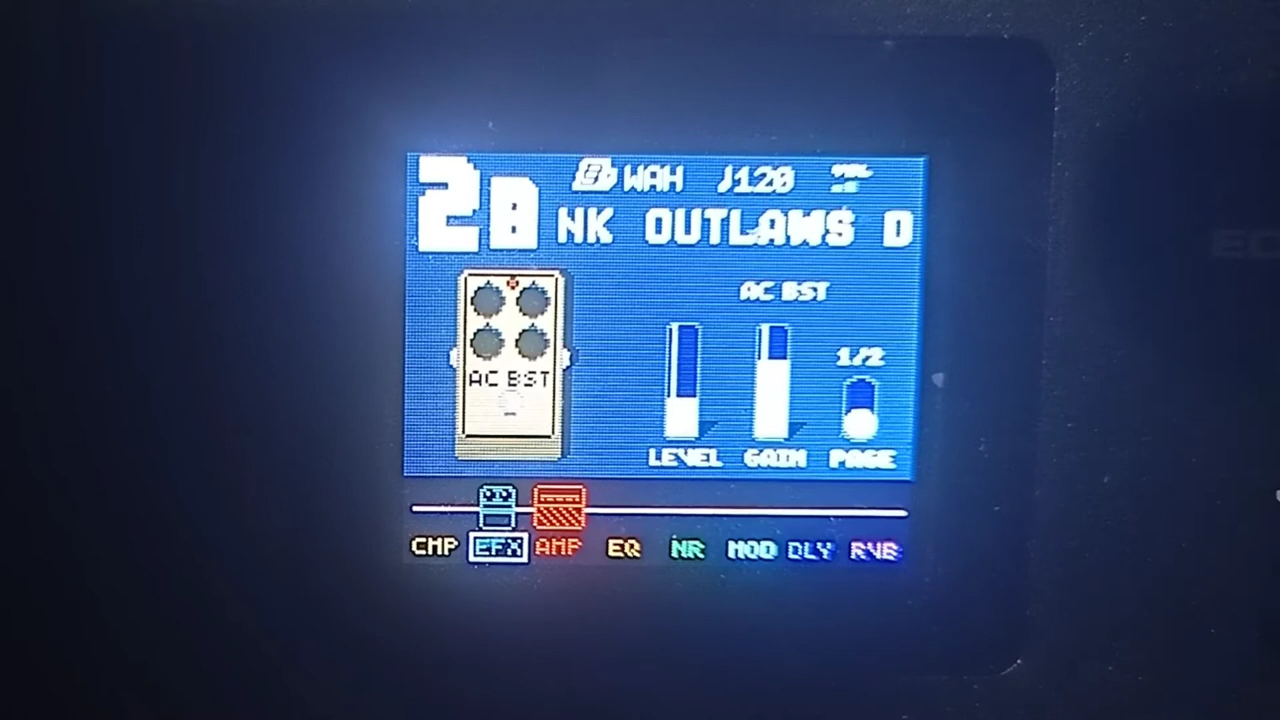 2B WAH ♩120
NK OUTLAWS D
AC BST
AC BST
1/2
LEVEL GAIN PAGE
CMP EFX AMP EQ NR MOD DLY RVB